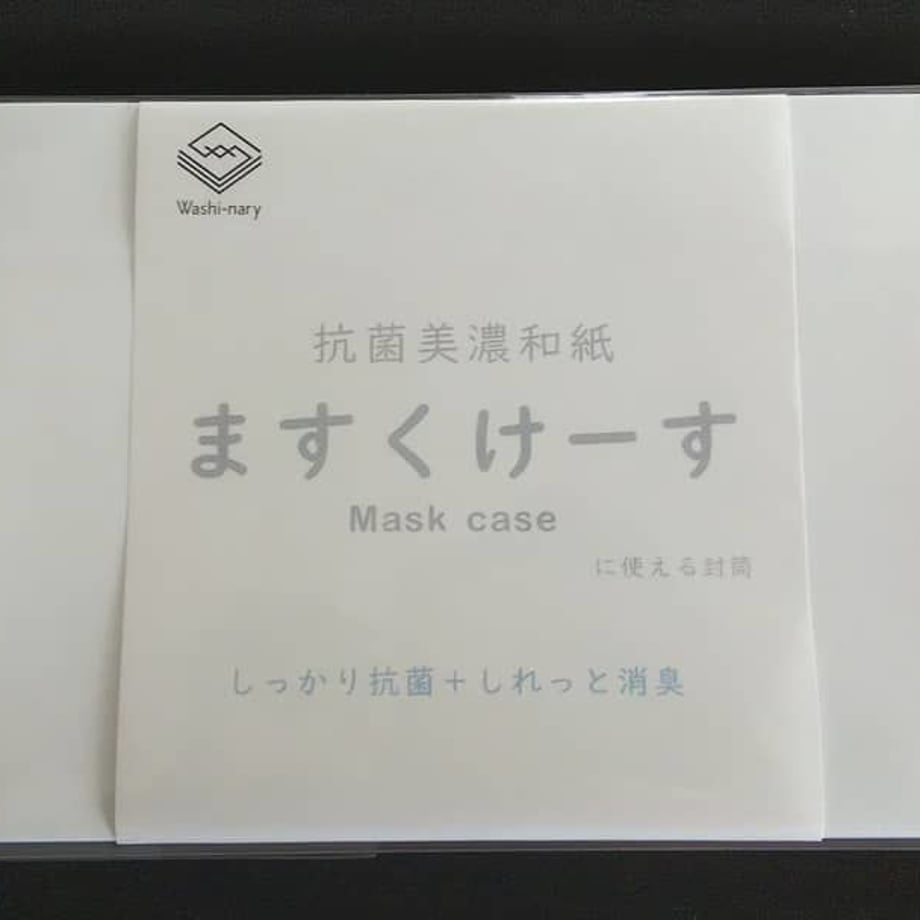 Washi-nary
抗菌美濃和紙
ますくけーす
Mask case
に使える封筒
しっかり抗菌+しれっと消臭